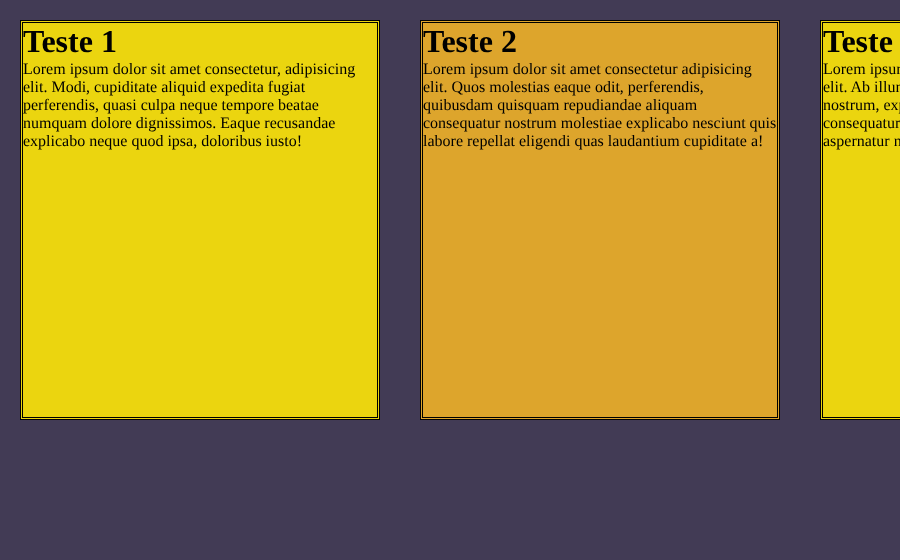 Teste 1
Lorem ipsum dolor sit amet consectetur, adipisicing
elit. Modi, cupiditate aliquid expedita fugiat
perferendis, quasi culpa neque tempore beatae
numquam dolore dignissimos. Eaque recusandae
explicabo neque quod ipsa, doloribus iusto!
Teste 2
Lorem ipsum dolor sit amet consectetur adipisicing
elit. Quos molestias eaque odit, perferendis,
quibusdam quisquam repudiandae aliquam
consequatur nostrum molestiae explicabo nesciunt quis
labore repellat eligendi quas laudantium cupiditate a!
Teste
Lorem
elit. Ab
nostrum,
consequatur
aspernatur